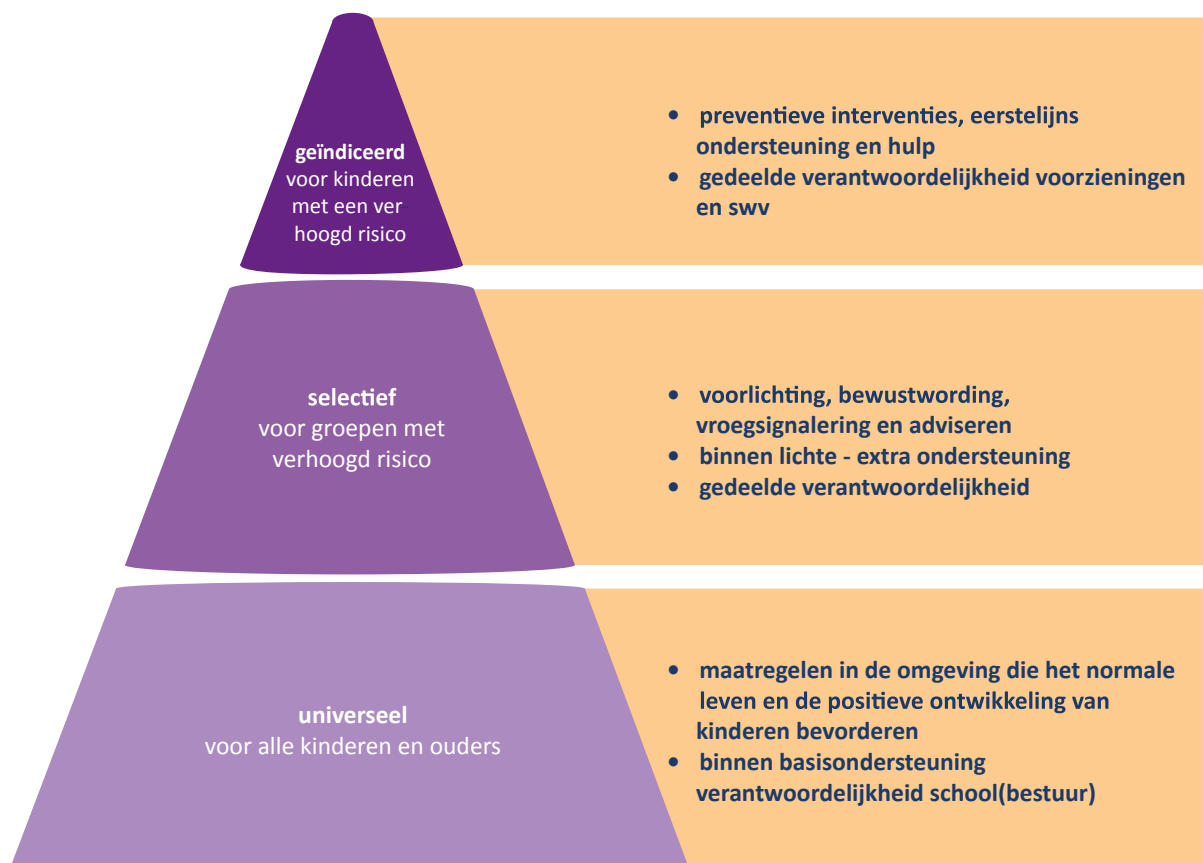 geïndiceerd
voor kinderen
met een ver
hoogd risico
• preventieve interventies, eerstelijns
ondersteuning en hulp
• gedeelde verantwoordelijkheid voorzieningen
en swv
selectief
voor groepen met
verhoogd risico
• voorlichting, bewustwording,
vroegsignalering en adviseren
• binnen lichte - extra ondersteuning
• gedeelde verantwoordelijkheid
universeel
voor alle kinderen en ouders
• maatregelen in de omgeving die het normale
leven en de positieve ontwikkeling van
kinderen bevorderen
• binnen basisondersteuning
verantwoordelijkheid school(bestuur)